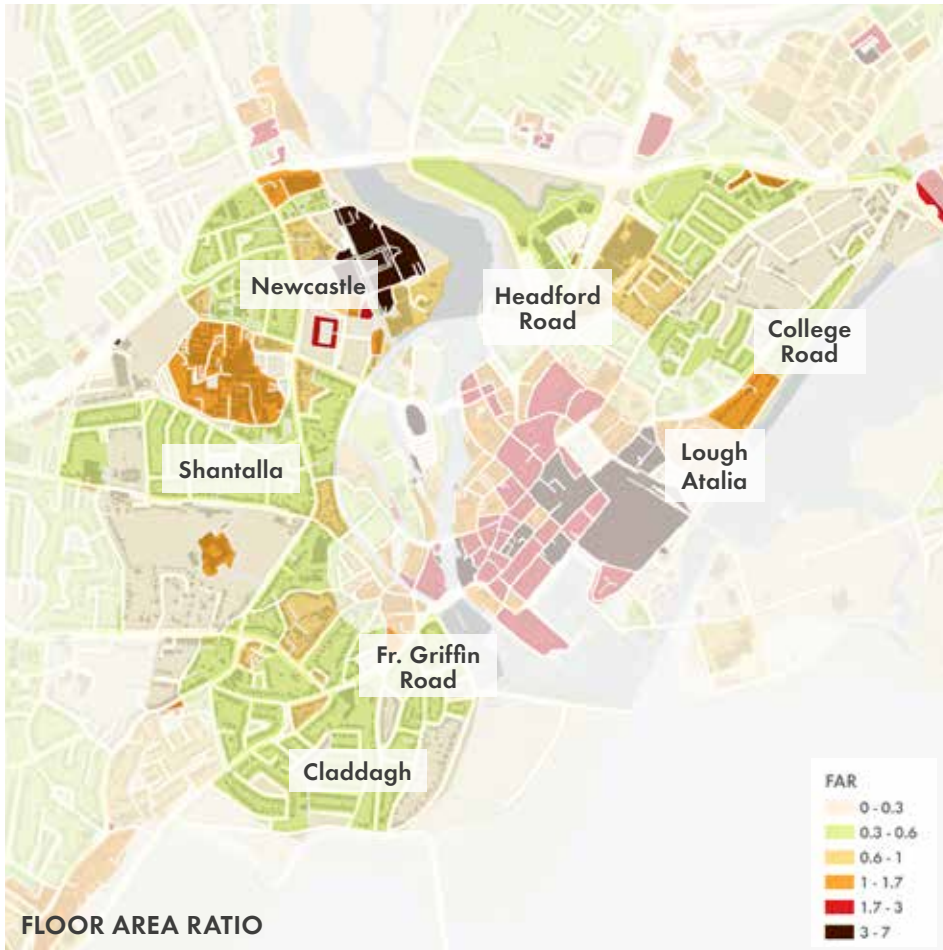 Newcastle
Headford
Road
College
Road
Lough
Atalia
Shantalla
Fr. Griffin
Road
Claddagh
FAR
0 - 0.3
0.3 - 0.6
0.6 - 1
1 - 1.7
1.7 - 3
3 - 7
FLOOR AREA RATIO